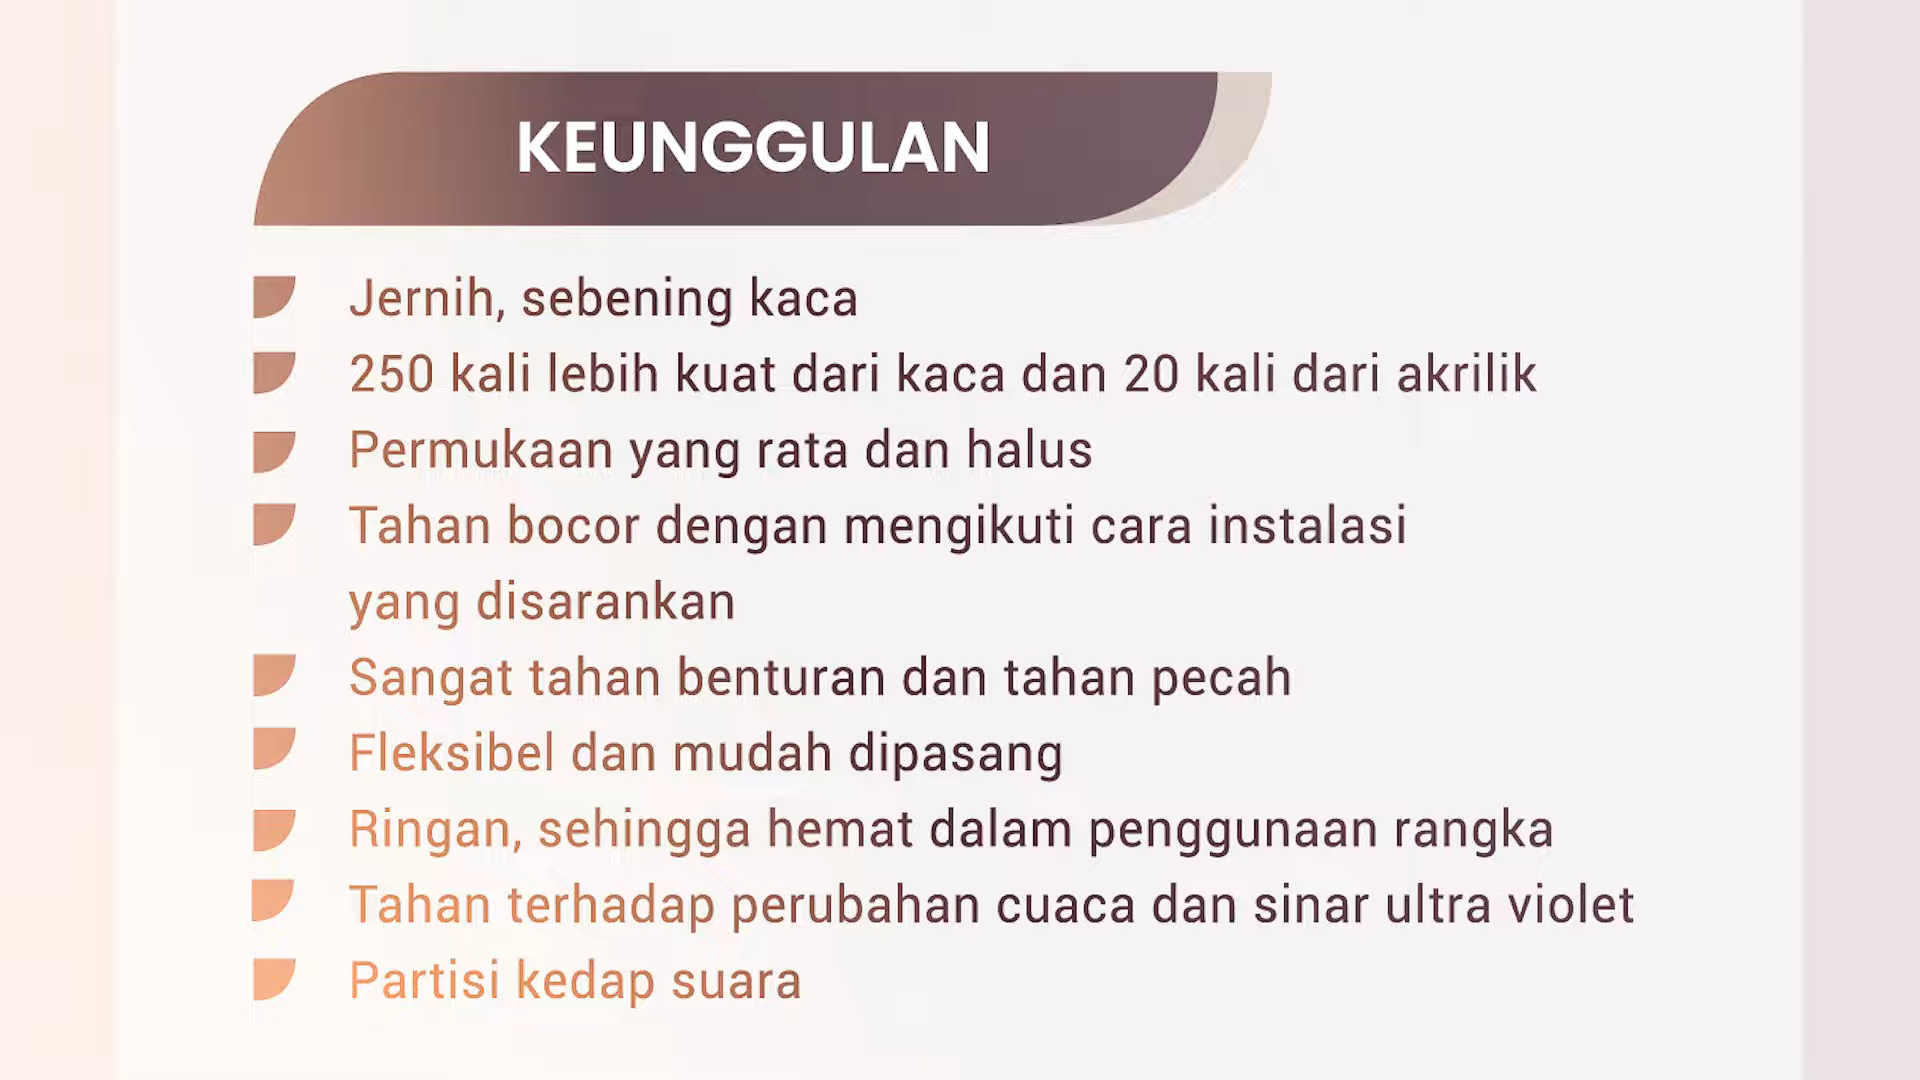 KEUNGGULAN
Jernih, sebening kaca
250 kali lebih kuat dari kaca dan 20 kali dari akrilik
Permukaan yang rata dan halus
Tahan bocor dengan mengikuti cara instalasi
yang disarankan
Sangat tahan benturan dan tahan pecah
Fleksibel dan mudah dipasang
Ringan, sehingga hemat dalam penggunaan rangka
Tahan terhadap perubahan cuaca dan sinar ultra violet
Partisi kedap suara